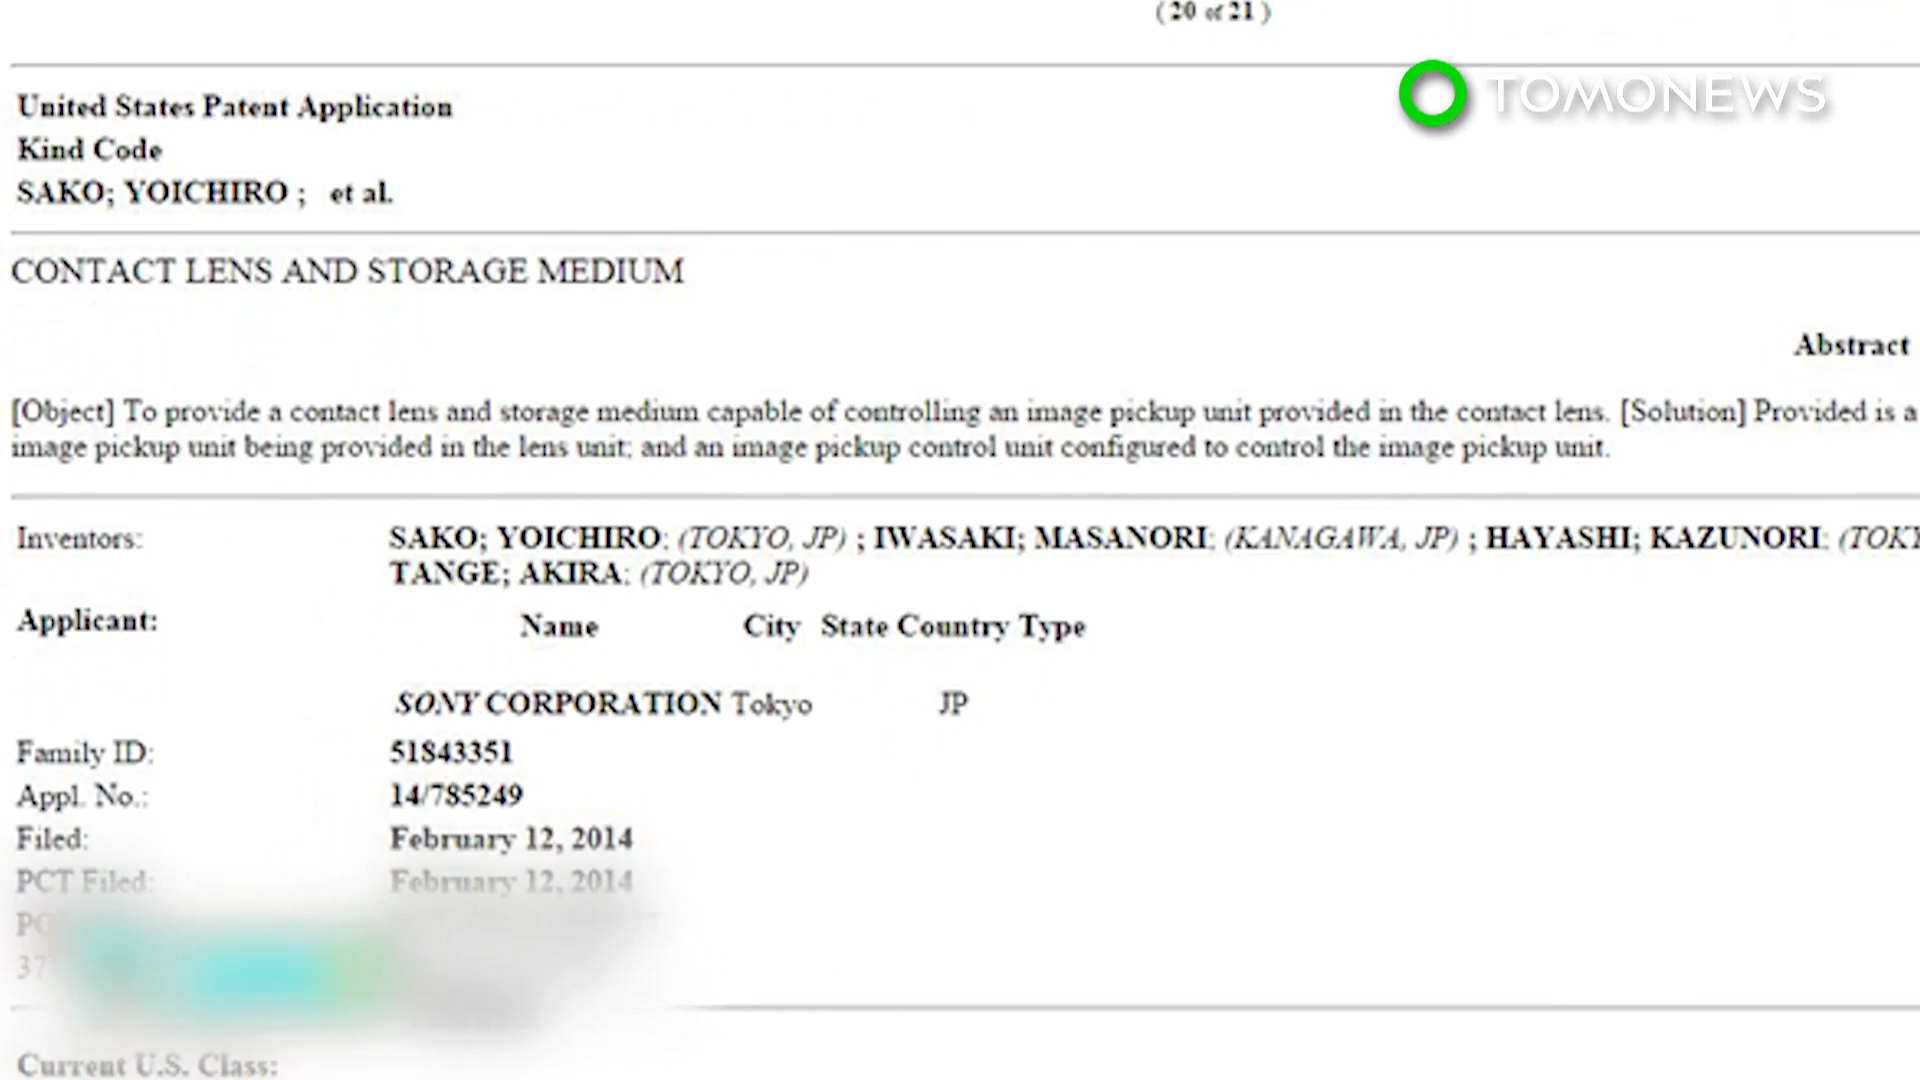 ( 20 of 21 )
TOMONEWS
United States Patent Application
Kind Code
SAKO; YOICHIRO ; et al.
CONTACT LENS AND STORAGE MEDIUM
Abstract
[Object] To provide a contact lens and storage medium capable of controlling an image pickup unit provided in the contact lens. [Solution] Provided is a
image pickup unit being provided in the lens unit; and an image pickup control unit configured to control the image pickup unit.
Inventors: SAKO; YOICHIRO; (TOKYO, JP) ; IWASAKI; MASANORI; (KANAGAWA, JP) ; HAYASHI; KAZUNORI; (TOKY
TANGE; AKIRA; (TOKYO, JP)
Applicant: Name City State Country Type
SONY CORPORATION Tokyo JP
Family ID: 51843351
Appl. No.: 14/785249
Filed: February 12, 2014
PCT Filed: February 12, 2014
37
Current U.S. Class: